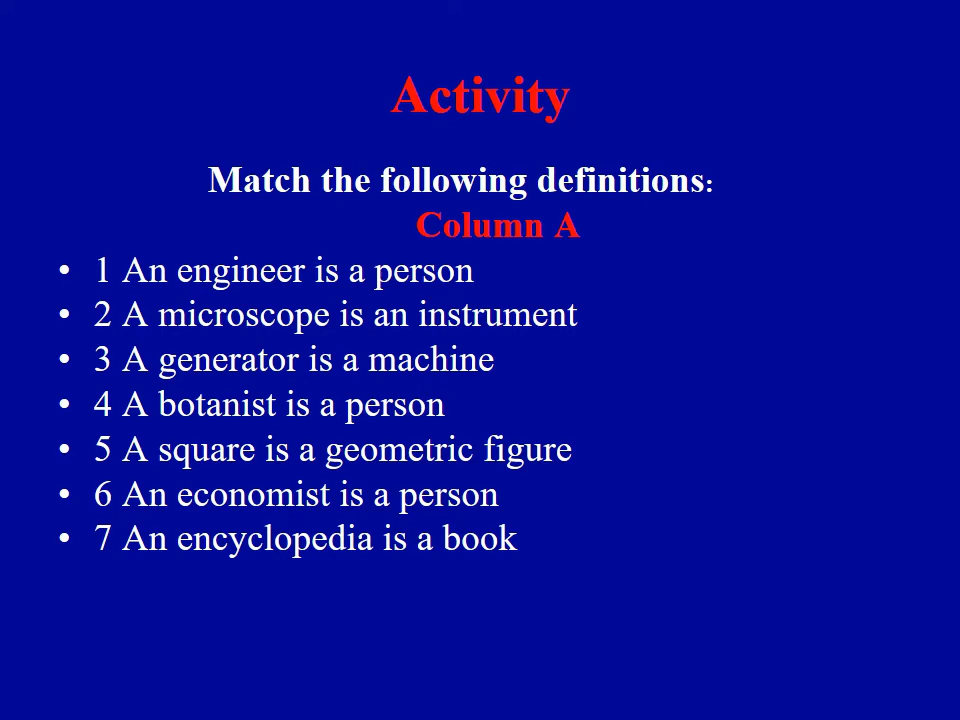 Activity
Match the following definitions:
Column A
• 1 An engineer is a person
• 2 A microscope is an instrument
• 3 A generator is a machine
• 4 A botanist is a person
• 5 A square is a geometric figure
• 6 An economist is a person
• 7 An encyclopedia is a book